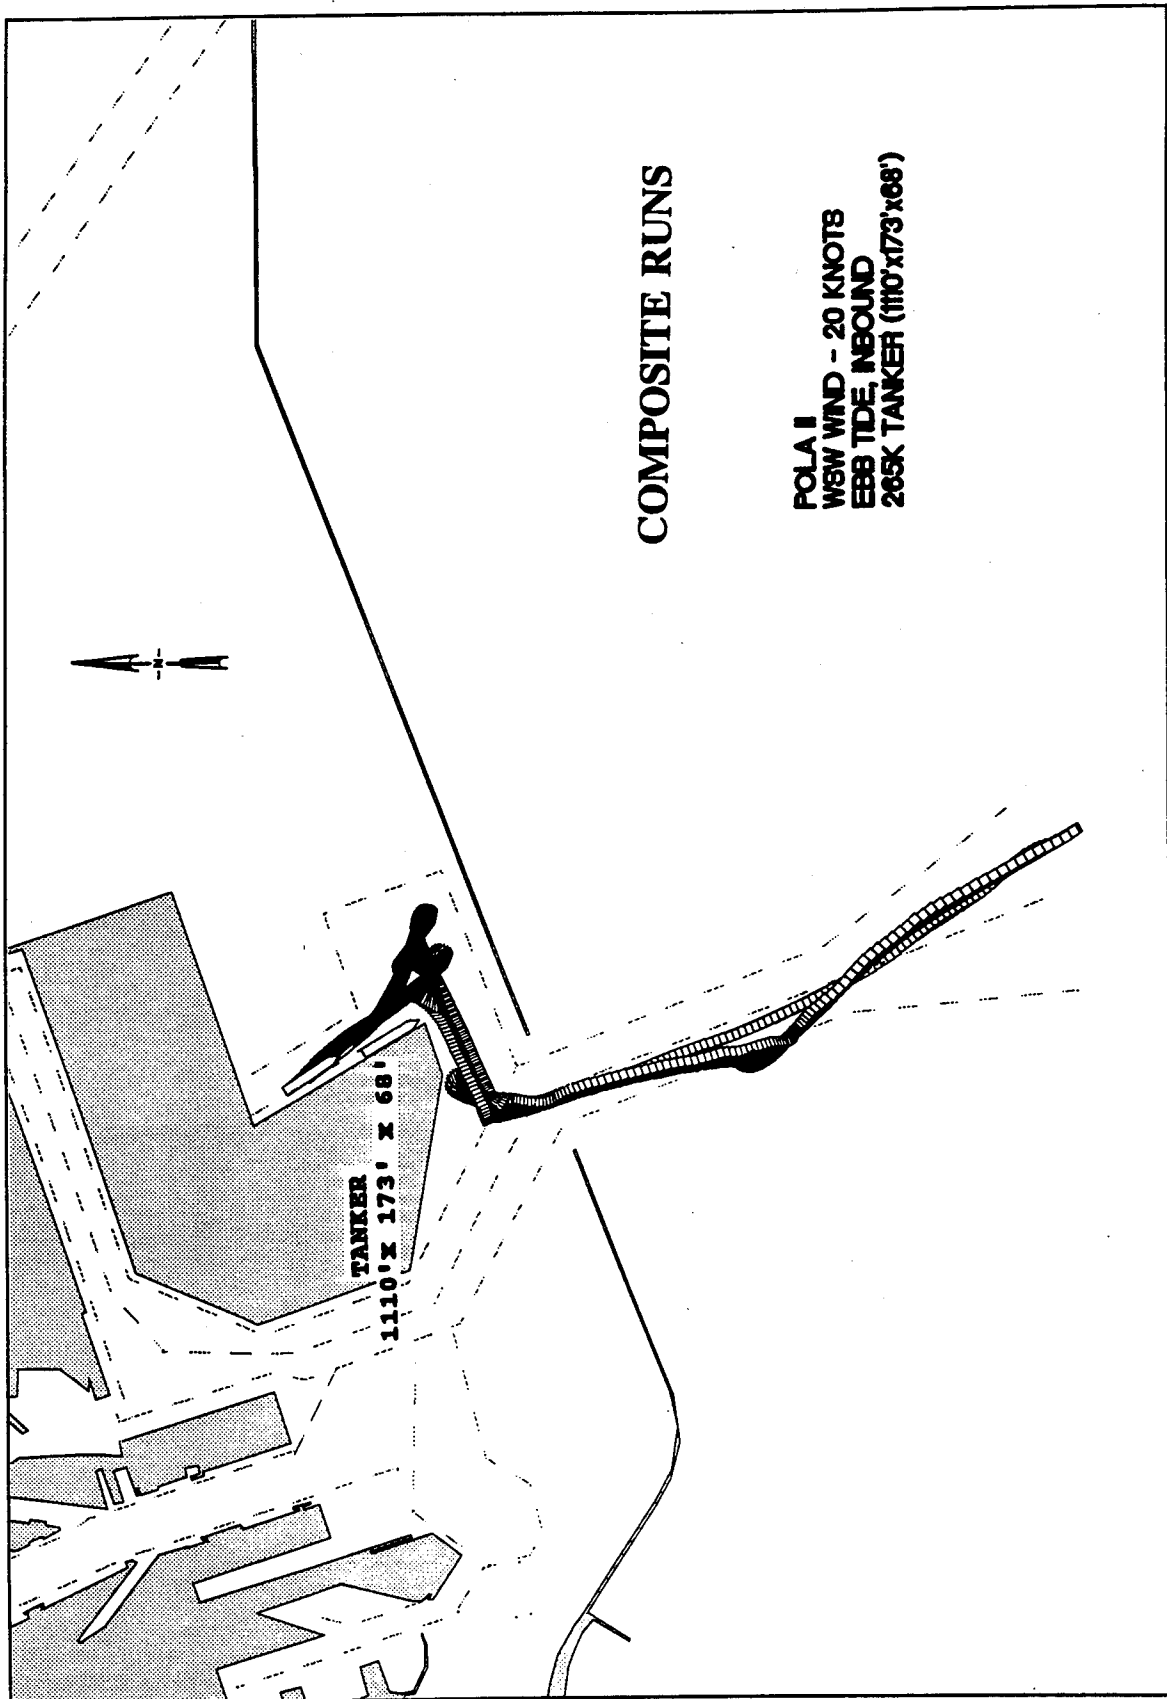 COMPOSITE RUNS
POLA II
WSW WIND - 20 KNOTS
EBB TIDE, INBOUND
265K TANKER (1110'x173'x68')
TANKER
1110'X 173' X 68'
N